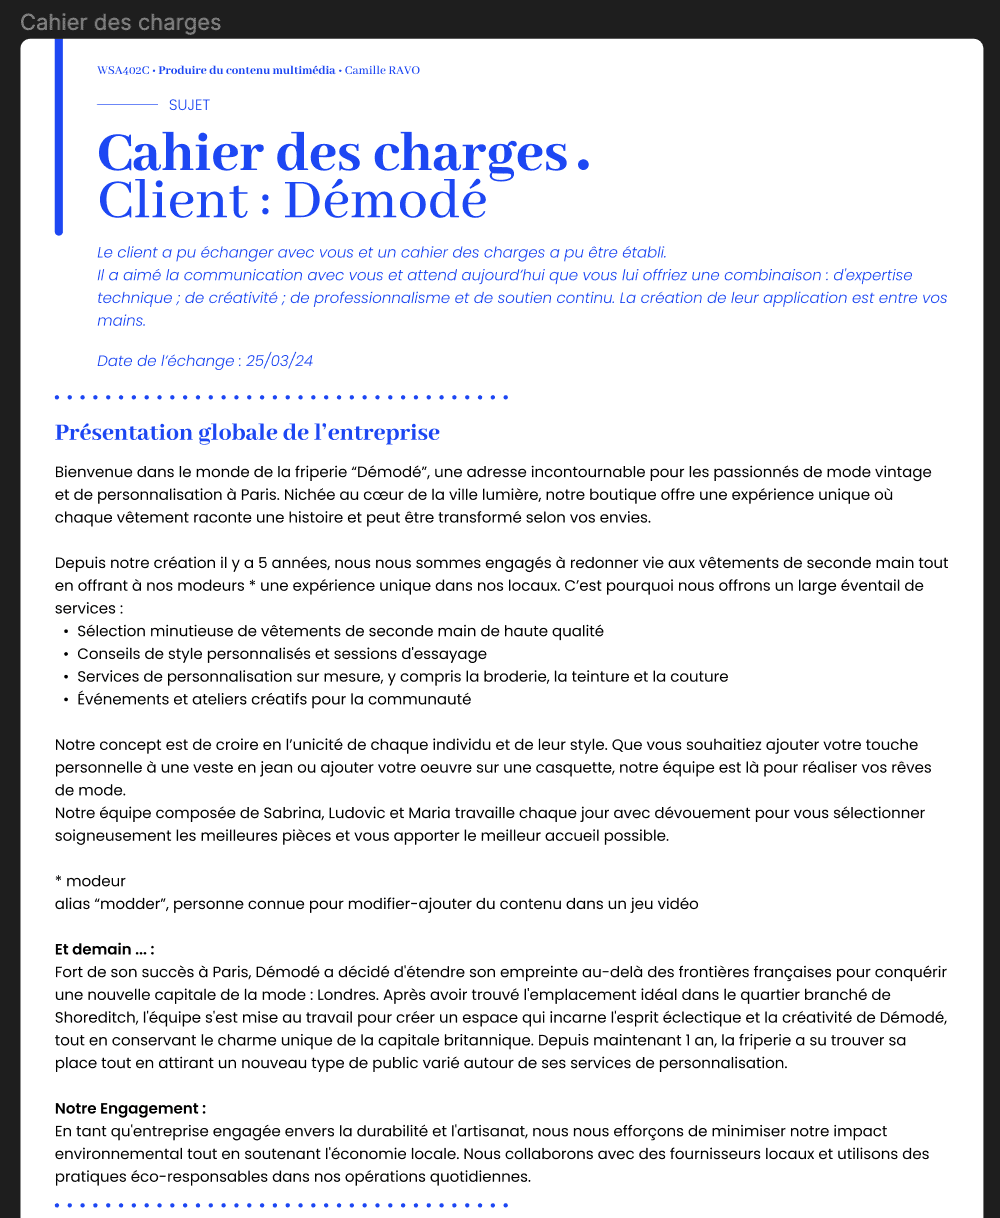 Cahier des charges
WSA402C • Produire du contenu multimédia • Camille RAVO
SUJET
Cahier des charges.
Client : Démodé
Le client a pu échanger avec vous et un cahier des charges a pu être établi.
Il a aimé la communication avec vous et attend aujourd’hui que vous lui offriez une combinaison : d'expertise
technique ; de créativité ; de professionnalisme et de soutien continu. La création de leur application est entre vos
mains.
Date de l’échange : 25/03/24
Présentation globale de l’entreprise
Bienvenue dans le monde de la friperie “Démodé”, une adresse incontournable pour les passionnés de mode vintage
et de personnalisation à Paris. Nichée au cœur de la ville lumière, notre boutique offre une expérience unique où
chaque vêtement raconte une histoire et peut être transformé selon vos envies.
Depuis notre création il y a 5 années, nous nous sommes engagés à redonner vie aux vêtements de seconde main tout
en offrant à nos modeurs * une expérience unique dans nos locaux. C’est pourquoi nous offrons un large éventail de
services :
• Sélection minutieuse de vêtements de seconde main de haute qualité
• Conseils de style personnalisés et sessions d'essayage
• Services de personnalisation sur mesure, y compris la broderie, la teinture et la couture
• Événements et ateliers créatifs pour la communauté
Notre concept est de croire en l’unicité de chaque individu et de leur style. Que vous souhaitiez ajouter votre touche
personnelle à une veste en jean ou ajouter votre oeuvre sur une casquette, notre équipe est là pour réaliser vos rêves
de mode.
Notre équipe composée de Sabrina, Ludovic et Maria travaille chaque jour avec dévouement pour vous sélectionner
soigneusement les meilleures pièces et vous apporter le meilleur accueil possible.
* modeur
alias “modder”, personne connue pour modifier-ajouter du contenu dans un jeu vidéo
Et demain ... :
Fort de son succès à Paris, Démodé a décidé d'étendre son empreinte au-delà des frontières françaises pour conquérir
une nouvelle capitale de la mode : Londres. Après avoir trouvé l'emplacement idéal dans le quartier branché de
Shoreditch, l'équipe s'est mise au travail pour créer un espace qui incarne l'esprit éclectique et la créativité de Démodé,
tout en conservant le charme unique de la capitale britannique. Depuis maintenant 1 an, la friperie a su trouver sa
place tout en attirant un nouveau type de public varié autour de ses services de personnalisation.
Notre Engagement :
En tant qu'entreprise engagée envers la durabilité et l'artisanat, nous nous efforçons de minimiser notre impact
environnemental tout en soutenant l'économie locale. Nous collaborons avec des fournisseurs locaux et utilisons des
pratiques éco-responsables dans nos opérations quotidiennes.